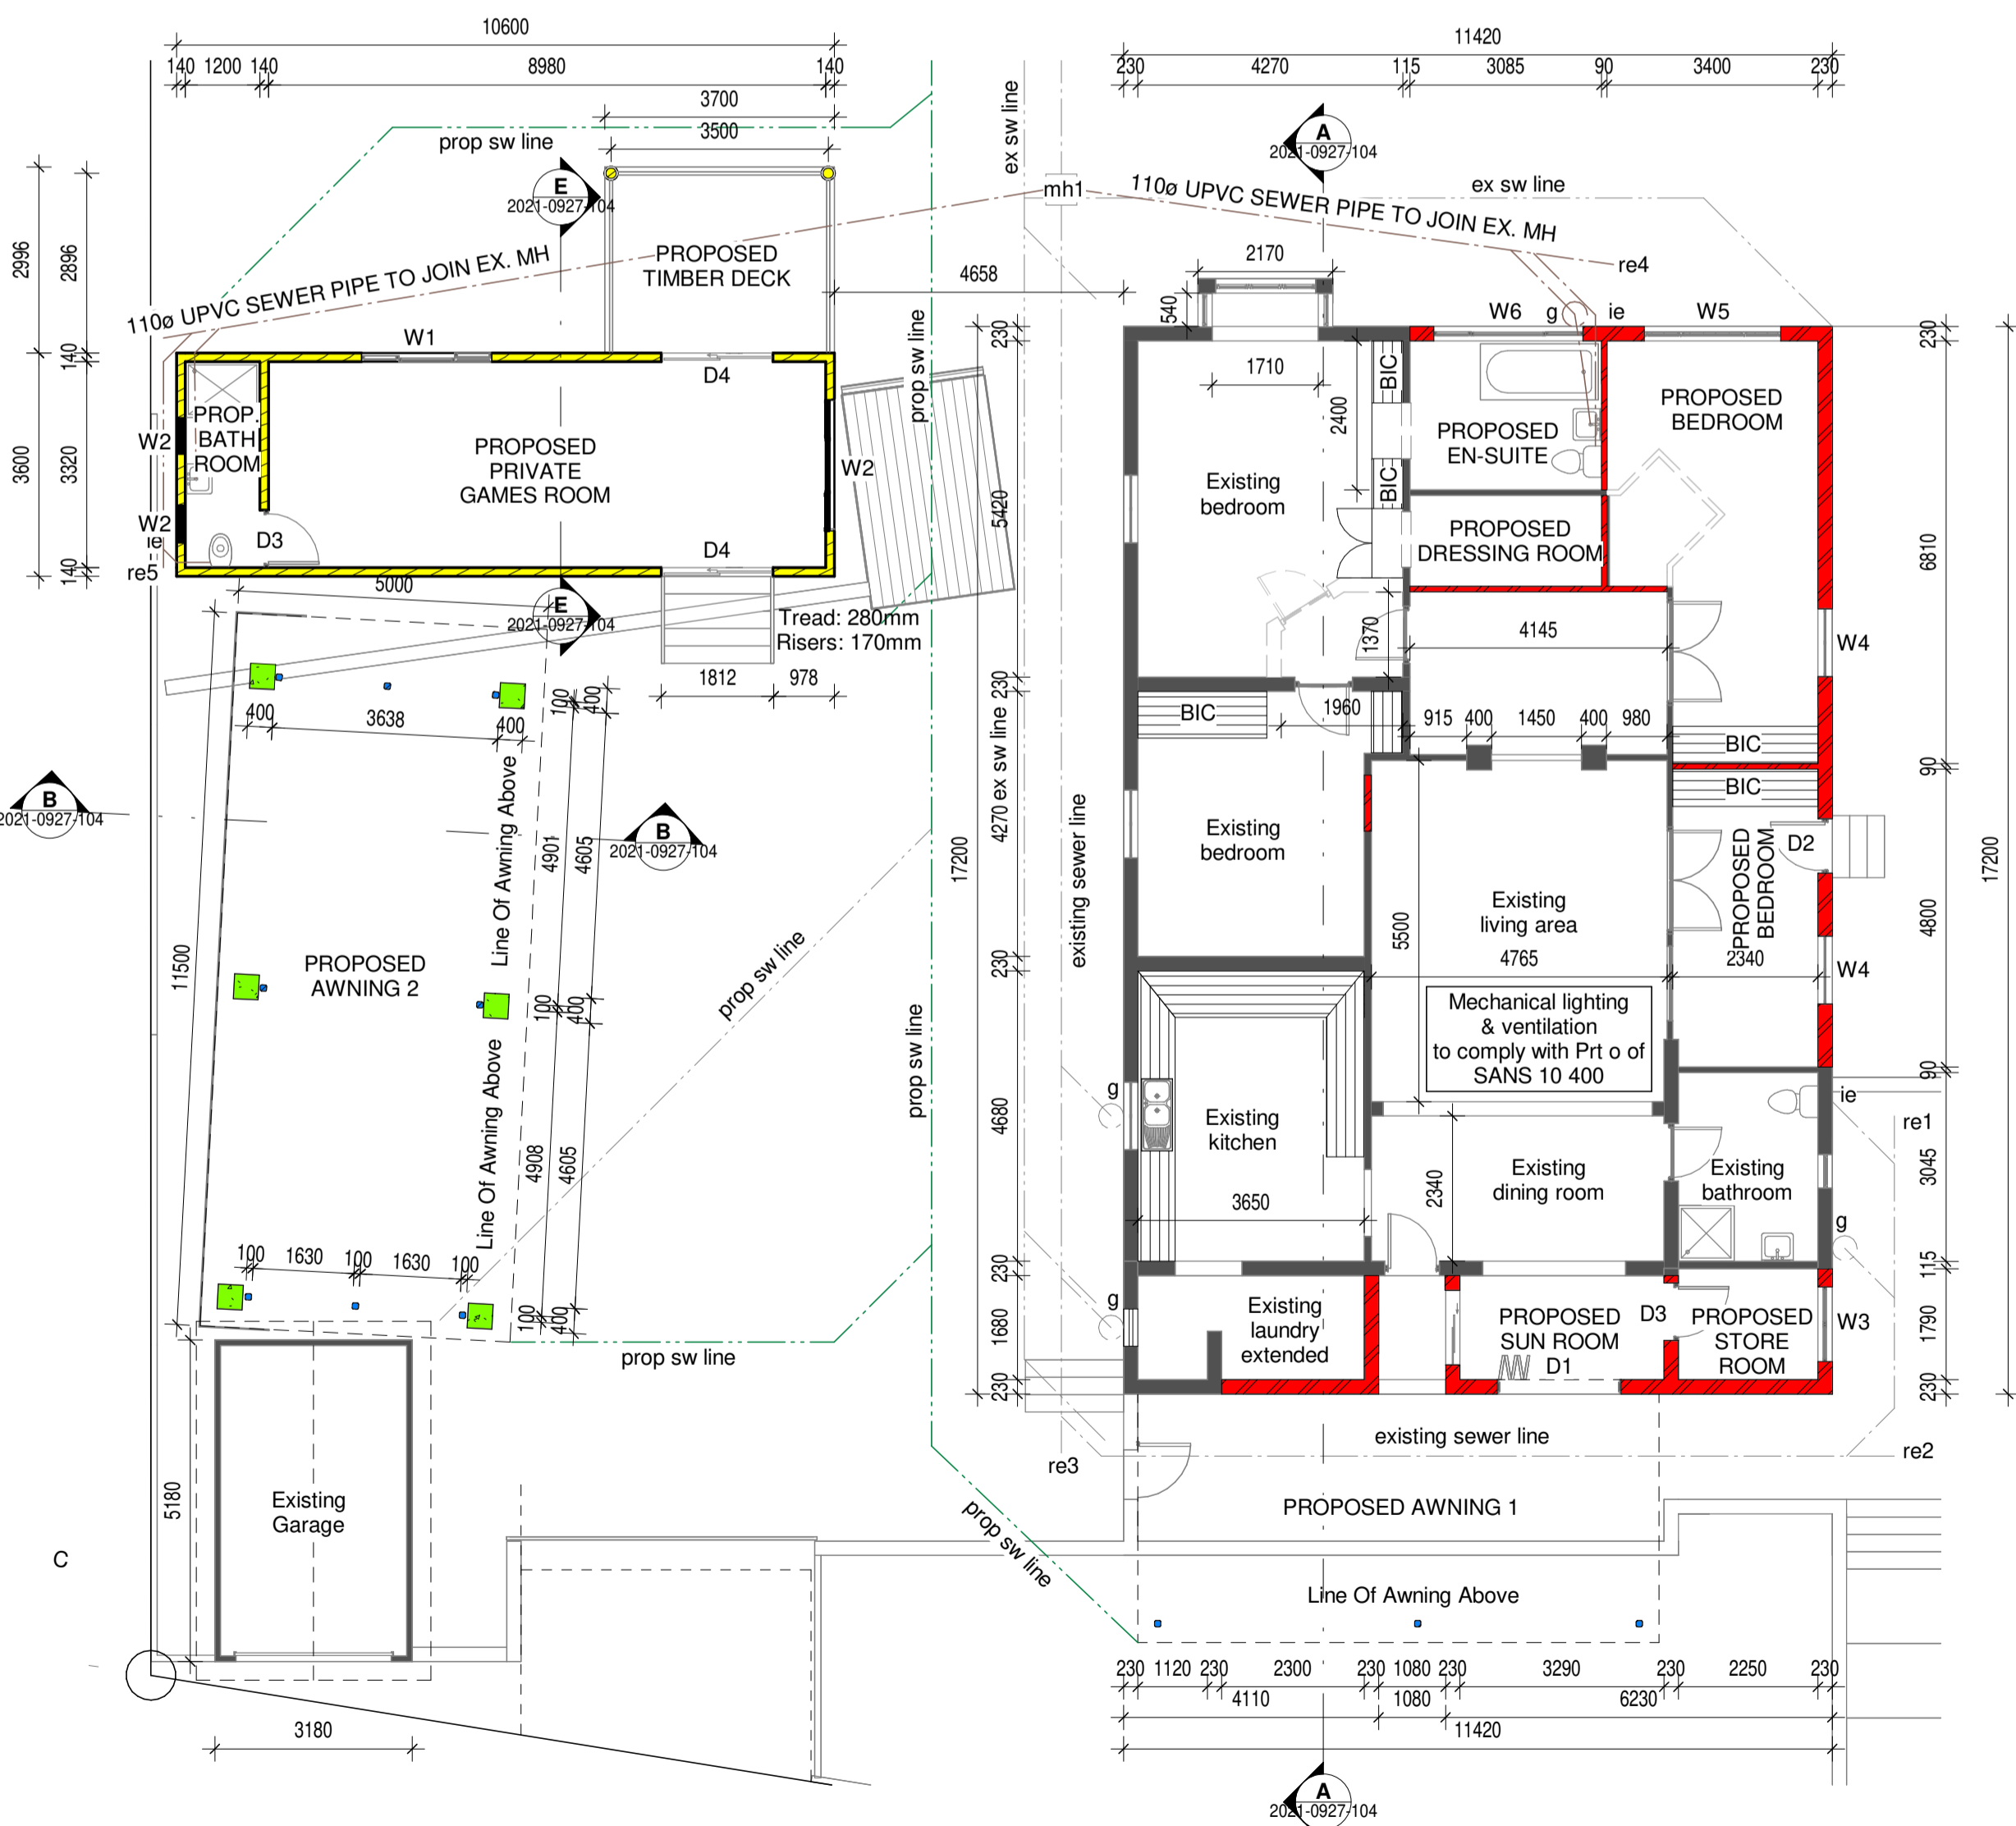 10600
140 1200 140 8980 140
3700
3500
prop sw line
E
2021-0927-104
PROPOSED
TIMBER DECK
110ø UPVC SEWER PIPE TO JOIN EX. MH
2996
2896
140
3600
3320
140
W1
D4
PROP.
BATH
ROOM
W2
W2
ie
re5
D3
PROPOSED
PRIVATE
GAMES ROOM
W2
D4
5000
E
2021-0927-104
Tread: 280mm
Risers: 170mm
1812 978
400 3638 400
100
400
B
2021-0927-104
B
2021-0927-104
Line Of Awning Above
4901
4605
11500
PROPOSED
AWNING 2
100
400
Line Of Awning Above
4908
4605
100 1630 100 1630 100
100
400
prop sw line
prop sw line
prop sw line
prop sw line
prop sw line
5180
Existing
Garage
C
3180
ex sw line
mh1
4658
11420
230 4270 115 3085 90 3400 230
A
2021-0927-104
110ø UPVC SEWER PIPE TO JOIN EX. MH
ex sw line
re4
2170
540
1710
W6
g
ie
W5
230
5420
230
4270
ex sw line
230
4680
230
1680
230
17200
existing sewer line
2400
BIC
BIC
PROPOSED
EN-SUITE
PROPOSED
BEDROOM
Existing
bedroom
PROPOSED
DRESSING ROOM
1370
4145
W4
BIC
1960
915 400 1450 400 980
BIC
BIC
Existing
bedroom
5500
Existing
living area
4765
PROPOSED
BEDROOM
2340
D2
W4
Mechanical lighting
& ventilation
to comply with Prt o of
SANS 10 400
230
6810
90
4800
90
3045
115
1790
230
17200
g
Existing
kitchen
3650
2340
Existing
dining room
Existing
bathroom
ie
re1
g
g
Existing
laundry
extended
PROPOSED
SUN ROOM
D1
D3
PROPOSED
STORE
ROOM
W3
existing sewer line
re3
re2
PROPOSED AWNING 1
Line Of Awning Above
230 1120 230 2300 230 1080 230 3290 230 2250 230
4110 1080 6230
11420
A
2021-0927-104